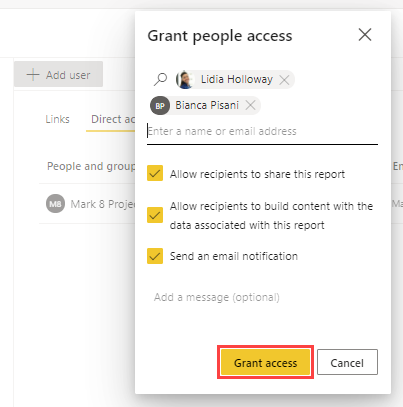 Grant people access
Add user
Lidia Holloway
BP Bianca Pisani
Enter a name or email address
Links Direct ac
People and group
En
Allow recipients to share this report
M8 Mark 8 Projec
Ma
Allow recipients to build content with the
data associated with this report
Send an email notification
Add a message (optional)
Grant access Cancel